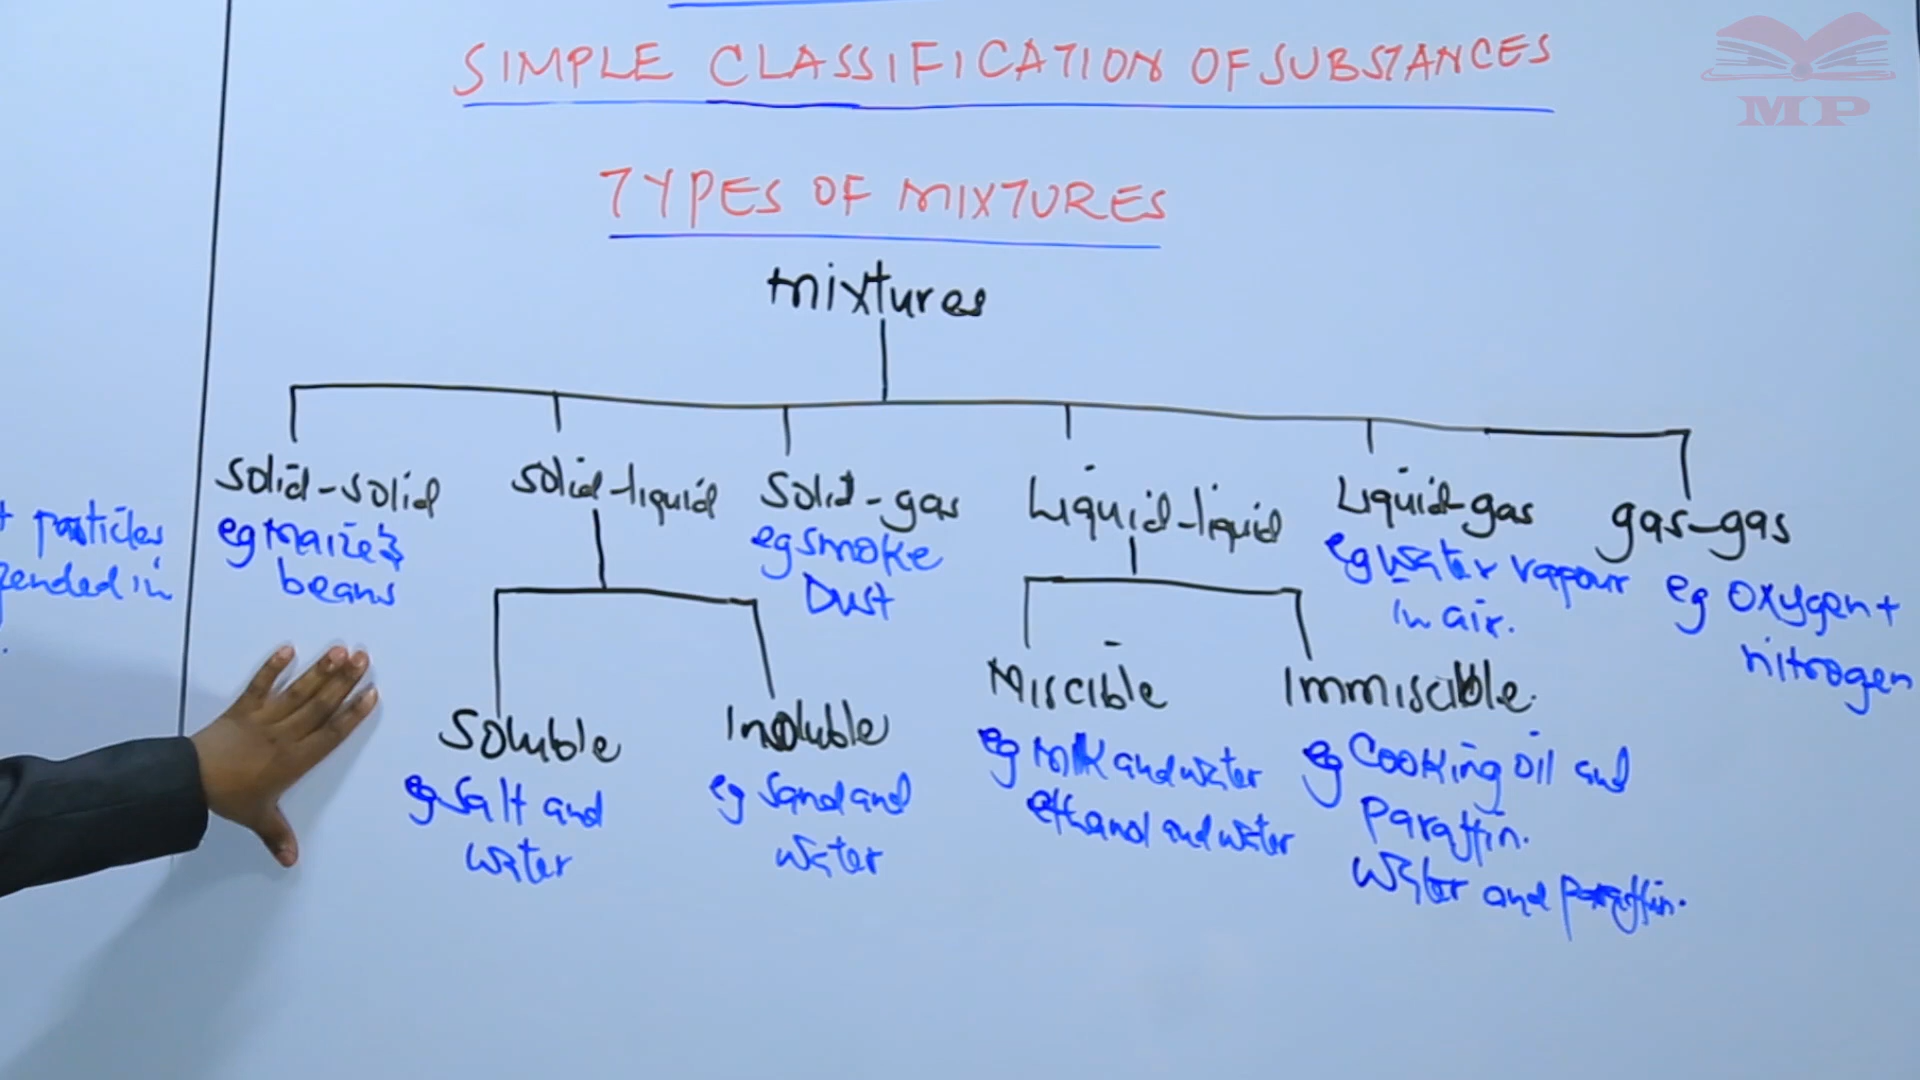 SIMPLE CLASSIFICATION OF SUBSTANCES
TYPES OF MIXTURES
mixtures
solid-solid
eg Maize &
beans
solid-liquid
Soluble
eg Salt and
water
Insoluble
eg Sand and
water
Solid-gas
eg smoke
Dust
Liquid-liquid
Miscible
eg milk and water
ethanol and water
Immiscible.
eg Cooking oil and
paraffin.
Water and paraffin.
Liquid-gas
eg water vapour
in air.
gas-gas
eg oxygen +
nitrogen
particles
ended in
MP